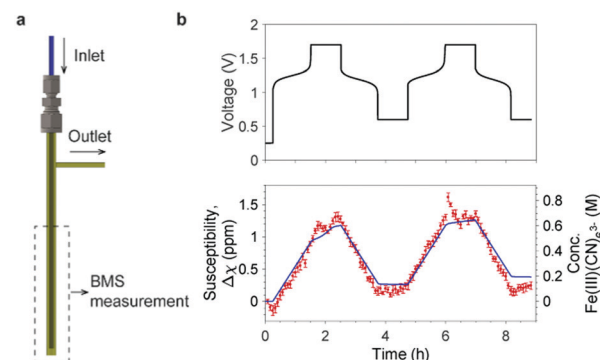 a
Inlet
Outlet
BMS
measurement
b
Voltage (V)
2
1.5
1
0.5
0
Susceptibility,
Δχ (ppm)
1.5
1
0.5
0
0.8
0.6
0.4
0.2
0
Conc.
Fe(III)(CN)₆³⁻ (M)
0 2 4 6 8
Time (h)